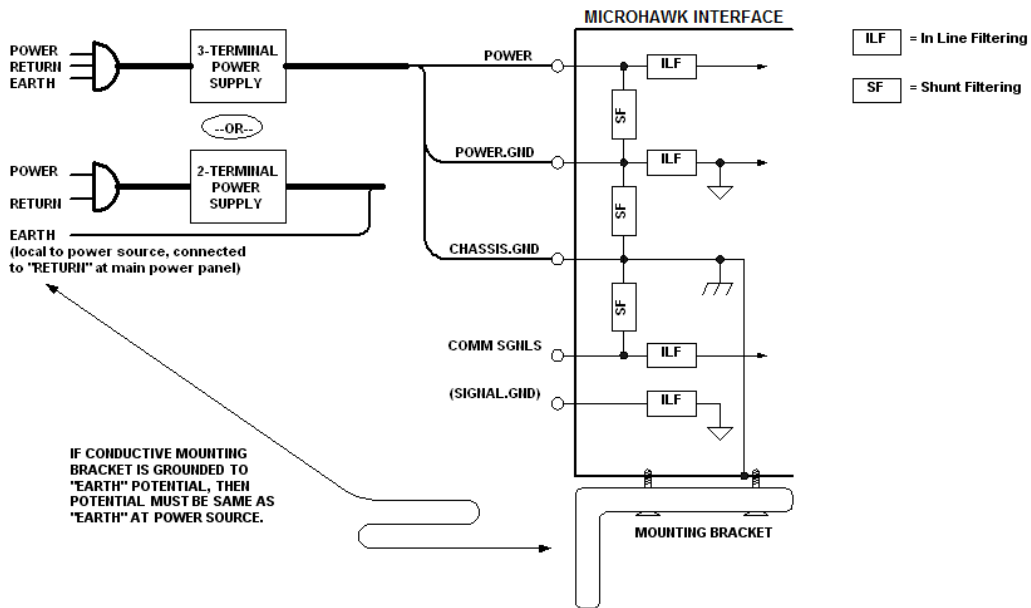 MICROHAWK INTERFACE
ILF = In Line Filtering
SF = Shunt Filtering
POWER
RETURN
EARTH
3-TERMINAL
POWER
SUPPLY
--OR--
POWER
RETURN
2-TERMINAL
POWER
SUPPLY
EARTH
(local to power source, connected
to "RETURN" at main power panel)
POWER
ILF
SF
POWER.GND
ILF
SF
CHASSIS.GND
SF
COMM SGNLS
ILF
(SIGNAL.GND)
ILF
IF CONDUCTIVE MOUNTING
BRACKET IS GROUNDED TO
"EARTH" POTENTIAL, THEN
POTENTIAL MUST BE SAME AS
"EARTH" AT POWER SOURCE.
MOUNTING BRACKET